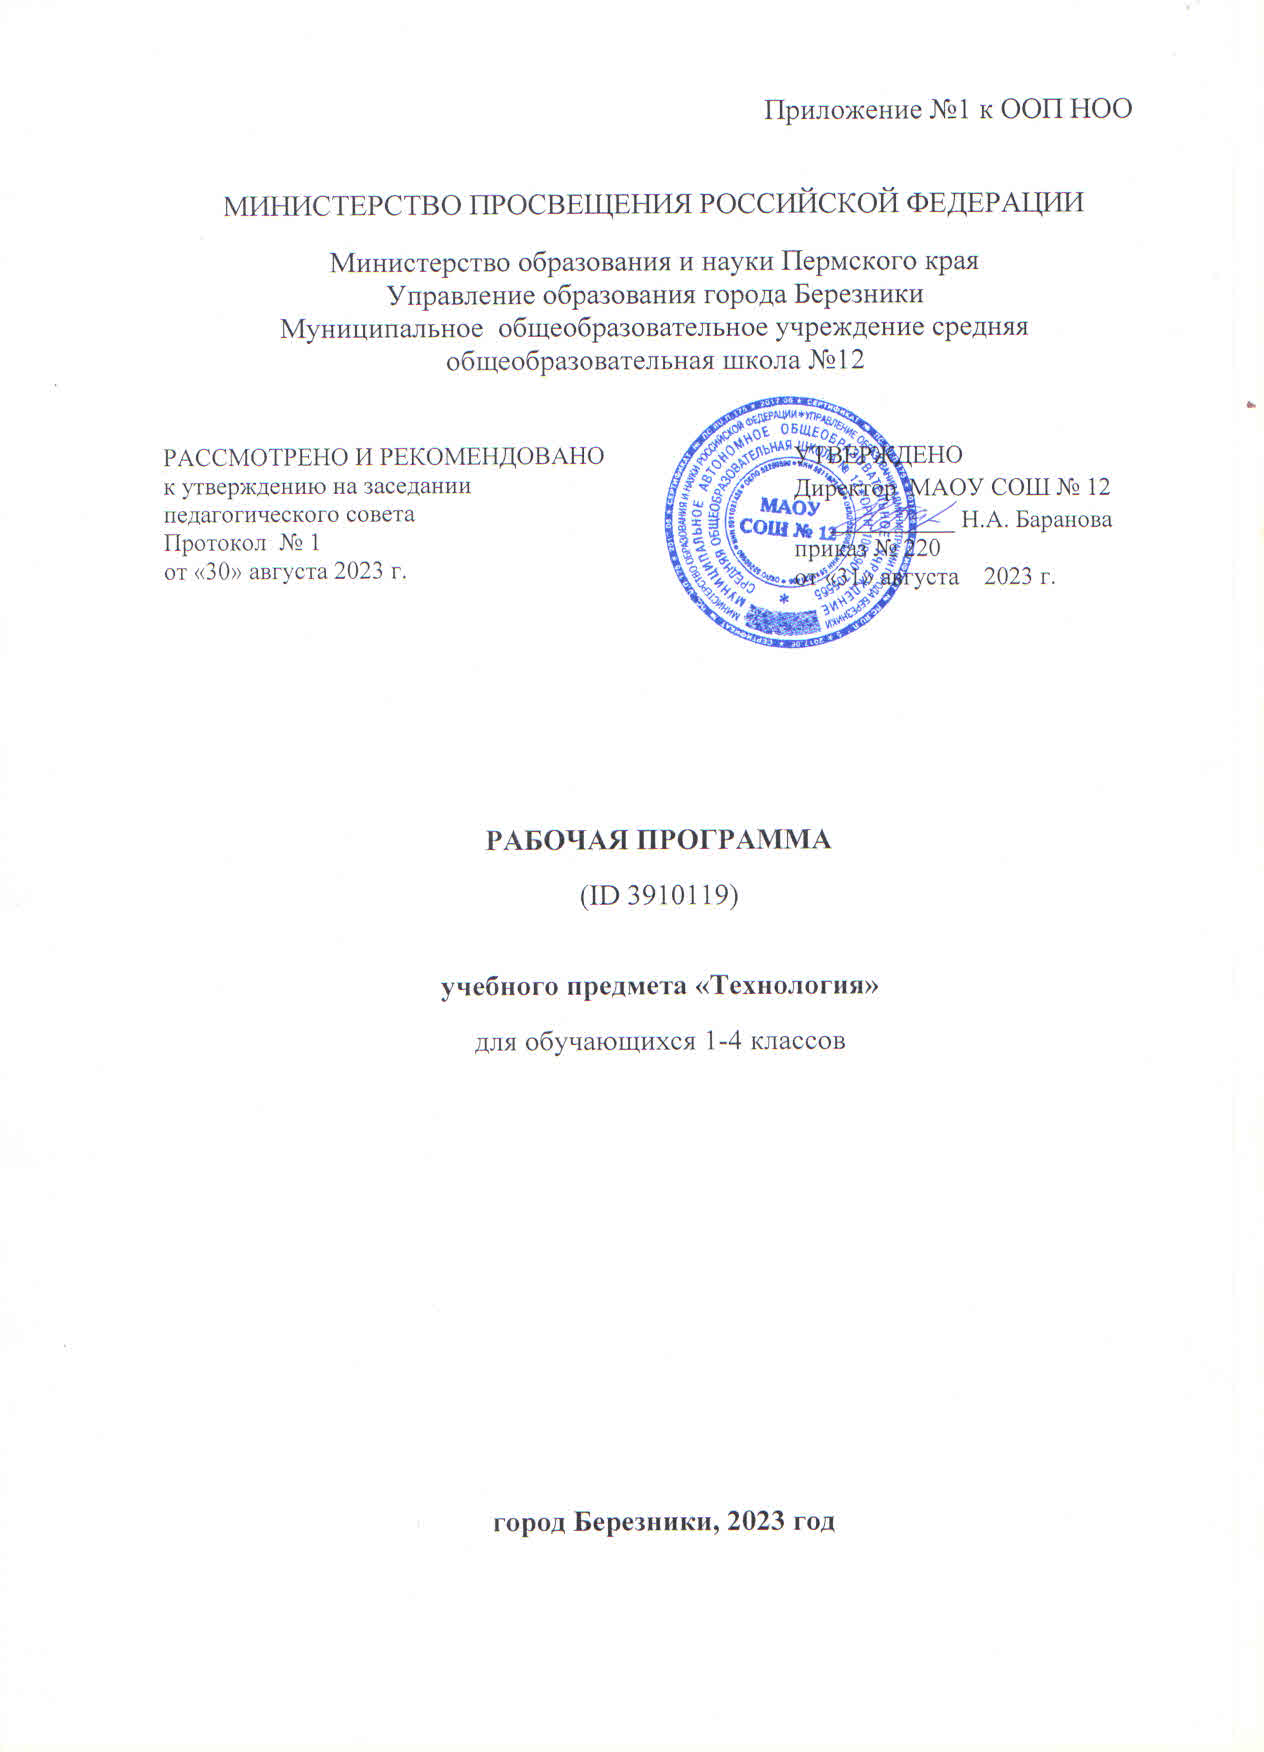 Приложение №1 к ООП НОО
МИНИСТЕРСТВО ПРОСВЕЩЕНИЯ РОССИЙСКОЙ ФЕДЕРАЦИИ
Министерство образования и науки Пермского края
Управление образования города Березники
Муниципальное общеобразовательное учреждение средняя
общеобразовательная школа №12
РАССМОТРЕНО И РЕКОМЕНДОВАНО
к утверждению на заседании
педагогического совета
Протокол № 1
от «30» августа 2023 г.
УТВЕРЖДЕНО
Директор МАОУ СОШ № 12
Н.А. Баранова
приказ № 220
от «31» августа 2023 г.
МАОУ
СОШ № 12
РАБОЧАЯ ПРОГРАММА
(ID 3910119)
учебного предмета «Технология»
для обучающихся 1-4 классов
город Березники, 2023 год